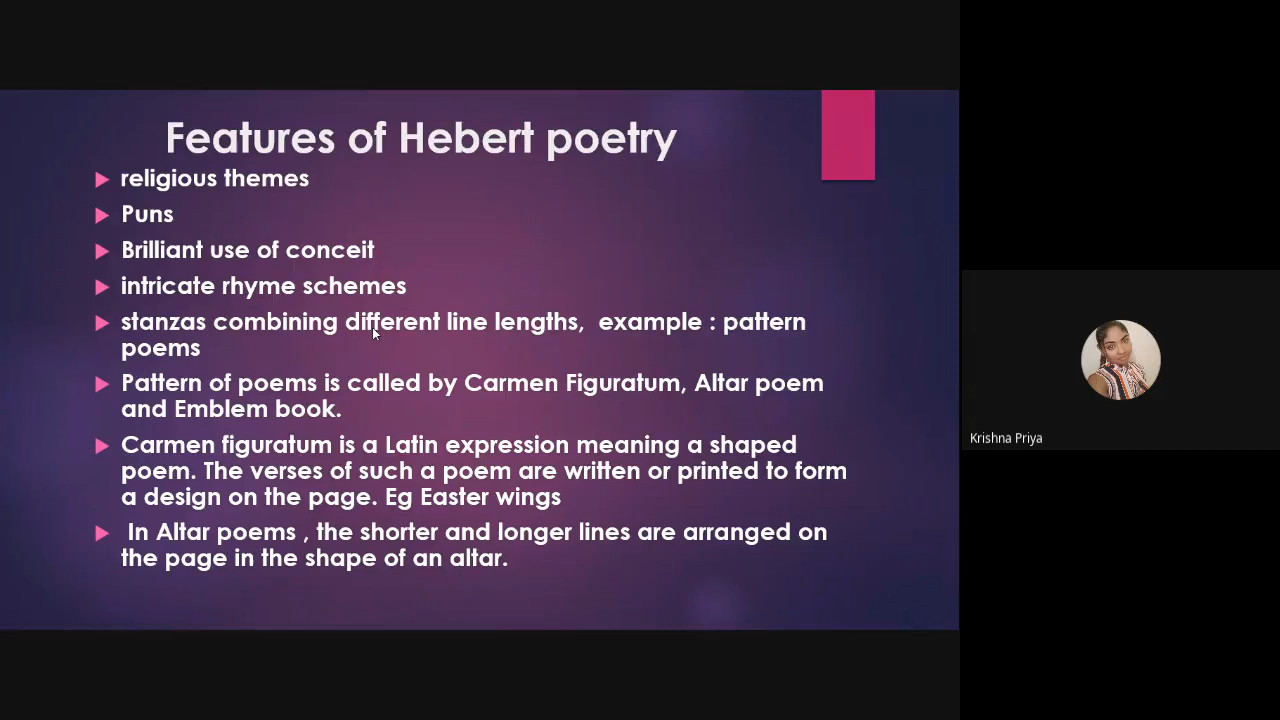 Features of Hebert poetry
religious themes
Puns
Brilliant use of conceit
intricate rhyme schemes
stanzas combining different line lengths,  example : pattern
poems
Pattern of poems is called by Carmen Figuratum, Altar poem
and Emblem book.
Carmen figuratum is a Latin expression meaning a shaped
poem. The verses of such a poem are written or printed to form
a design on the page. Eg Easter wings
In Altar poems , the shorter and longer lines are arranged on
the page in the shape of an altar.
Krishna Priya